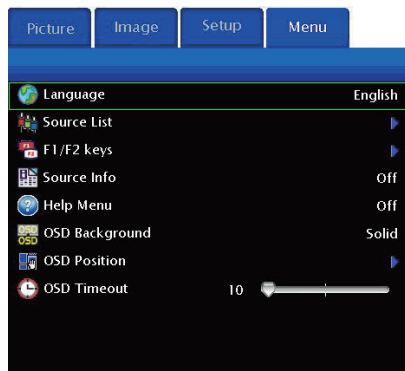 Picture Image Setup Menu
Language English
Source List
F1/F2 keys
Source Info Off
Help Menu Off
OSD Background Solid
OSD Position
OSD Timeout 10